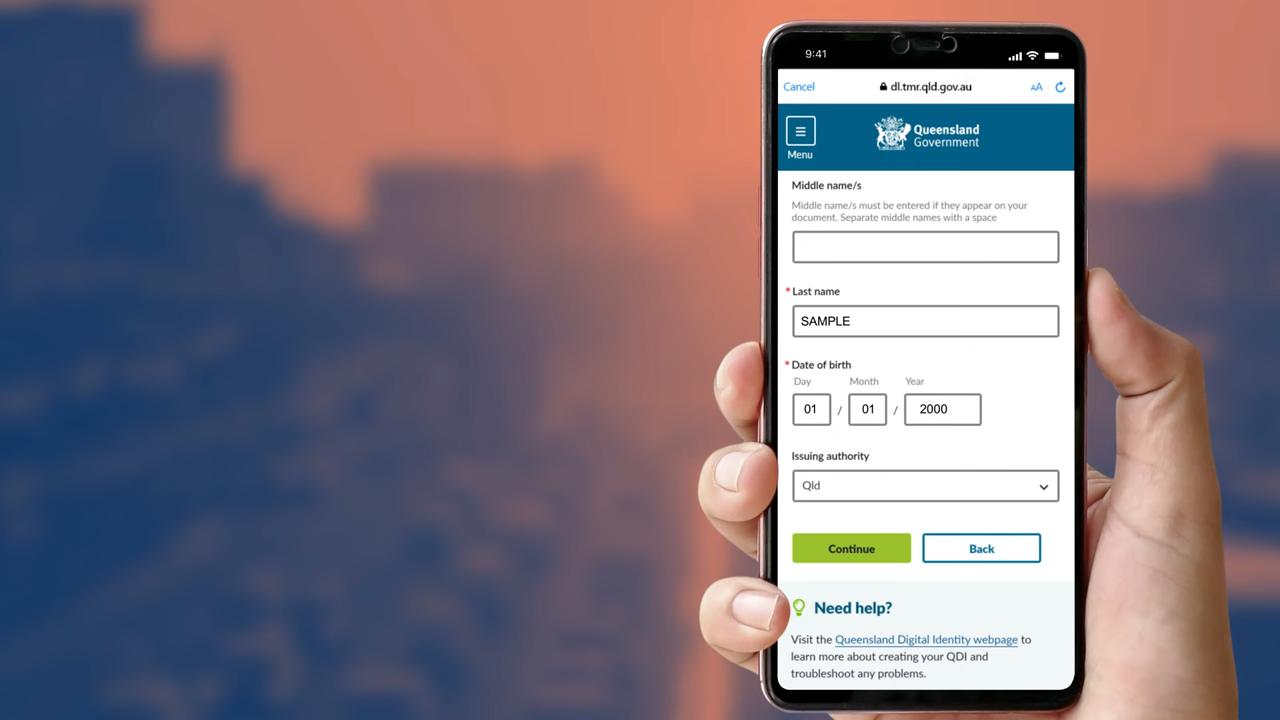 9:41
Cancel dl.tmr.qld.gov.au AA
Queensland
Government
Menu
Middle name/s
Middle name/s must be entered if they appear on your
document. Separate middle names with a space
* Last name
SAMPLE
* Date of birth
Day Month Year
01 / 01 / 2000
Issuing authority
Qld
Continue Back
Need help?
Visit the Queensland Digital Identity webpage to
learn more about creating your QDI and
troubleshoot any problems.